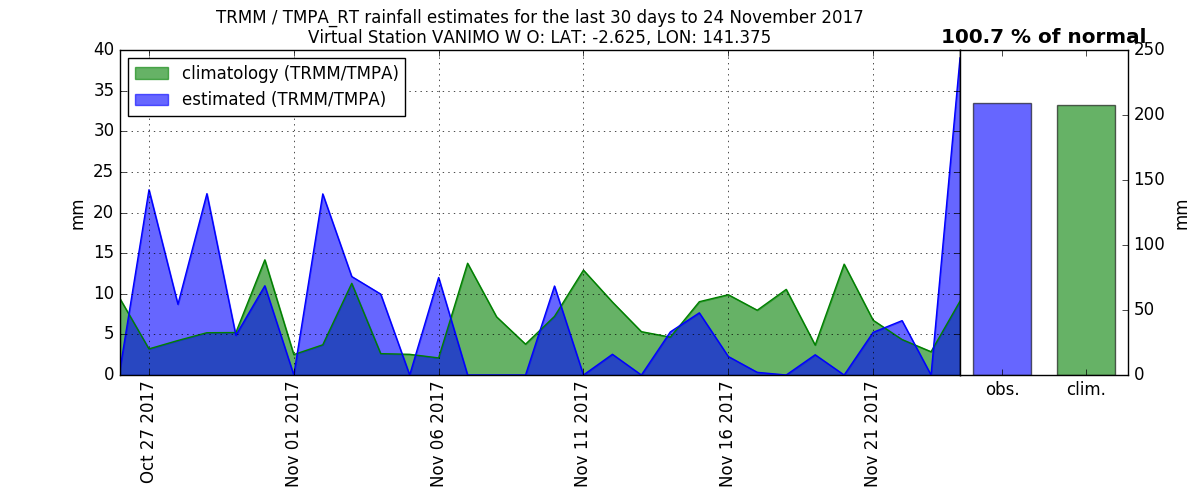 TRMM / TMPA_RT rainfall estimates for the last 30 days to 24 November 2017
Virtual Station VANIMO W O: LAT: -2.625, LON: 141.375
100.7 % of normal
climatology (TRMM/TMPA)
estimated (TRMM/TMPA)
40
35
30
25
20
15
10
5
0
mm
Oct 27 2017
Nov 01 2017
Nov 06 2017
Nov 11 2017
Nov 16 2017
Nov 21 2017
obs.
clim.
250
200
150
100
50
0
mm